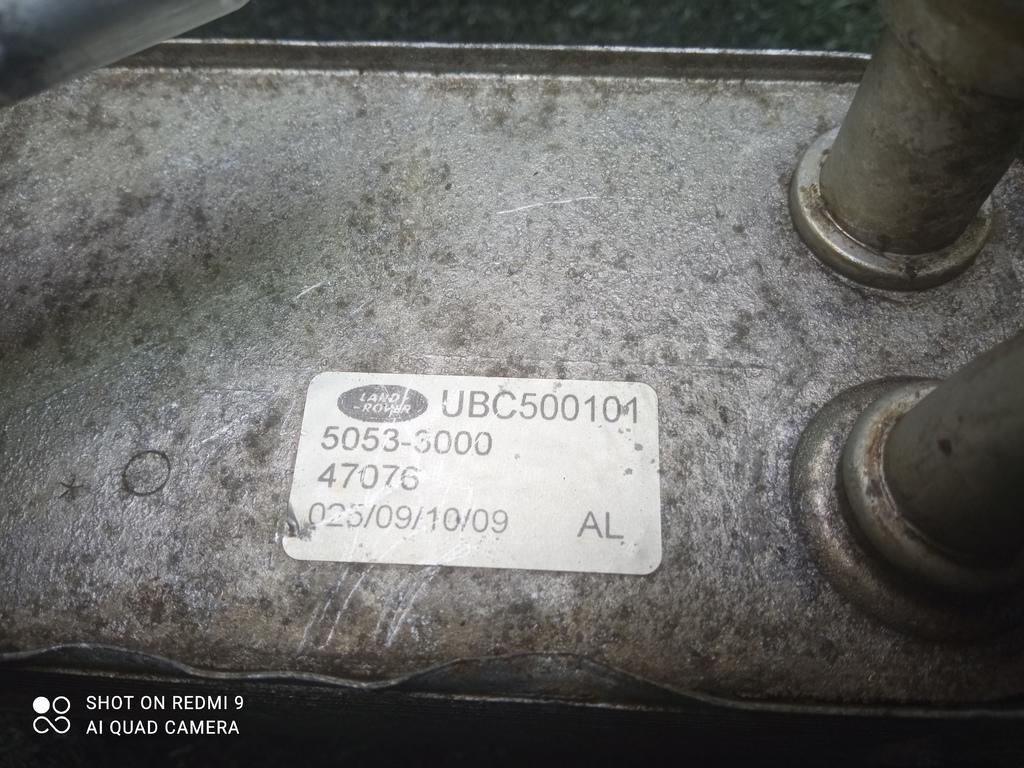 LAND
-ROVER
UBC500101
5053-3000
47076
025/09/10/09 AL
SHOT ON REDMI 9
AI QUAD CAMERA